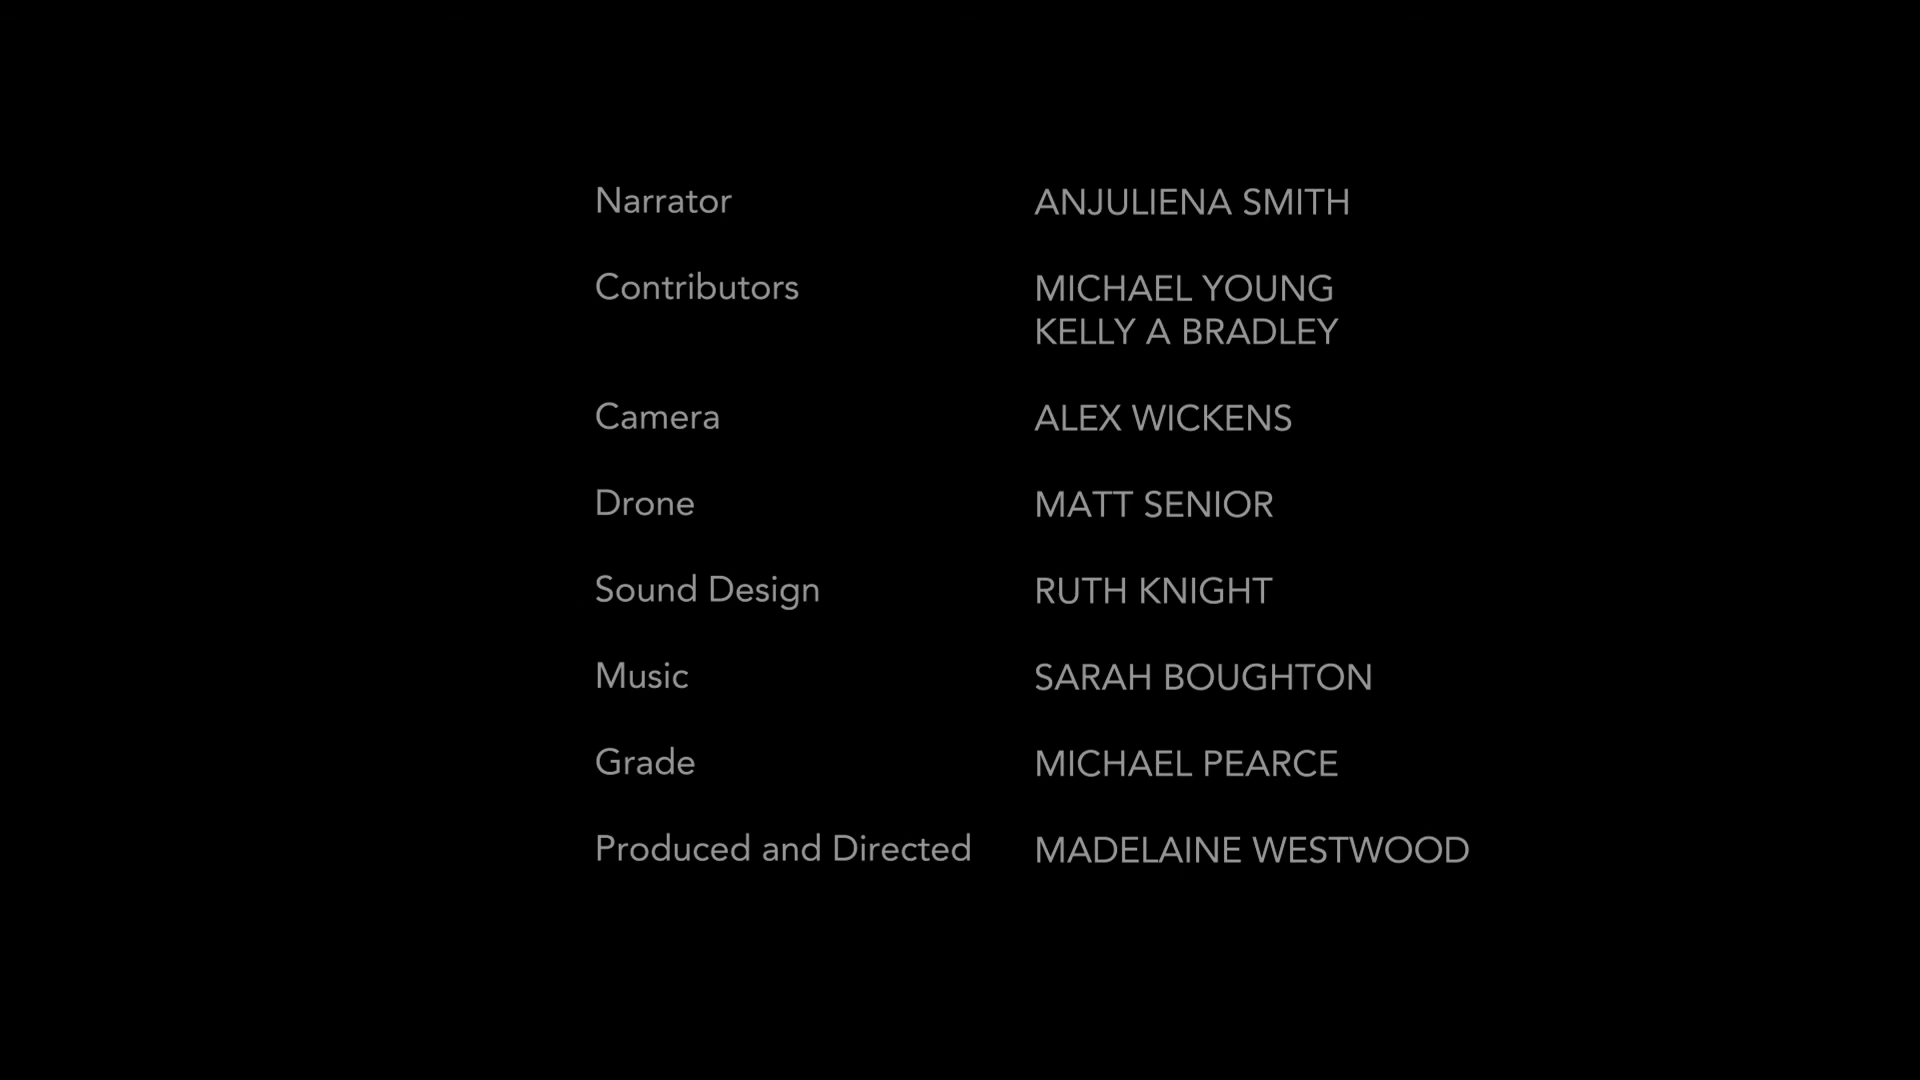 Narrator ANJULIENA SMITH
Contributors MICHAEL YOUNG
KELLY A BRADLEY
Camera ALEX WICKENS
Drone MATT SENIOR
Sound Design RUTH KNIGHT
Music SARAH BOUGHTON
Grade MICHAEL PEARCE
Produced and Directed MADELAINE WESTWOOD